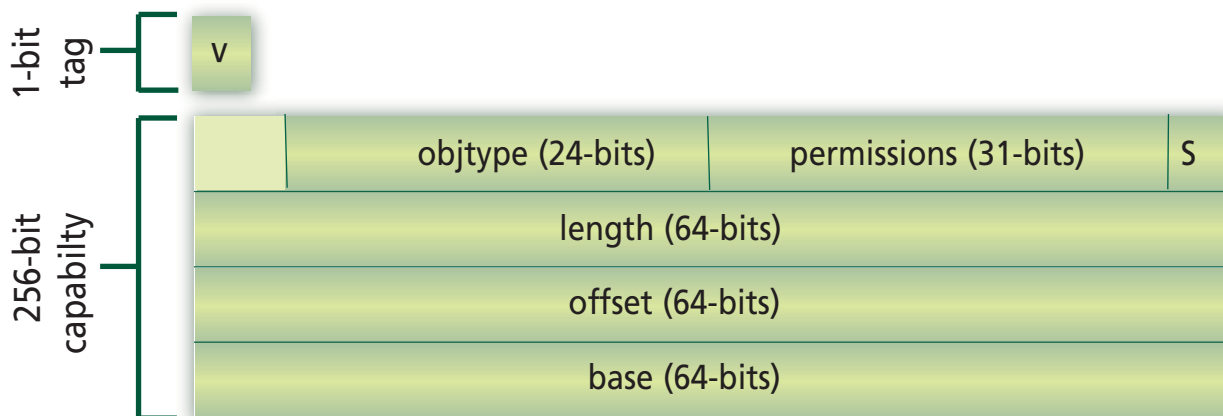 1-bit
tag
v
256-bit
capabilty
objtype (24-bits)
permissions (31-bits)
S
length (64-bits)
offset (64-bits)
base (64-bits)